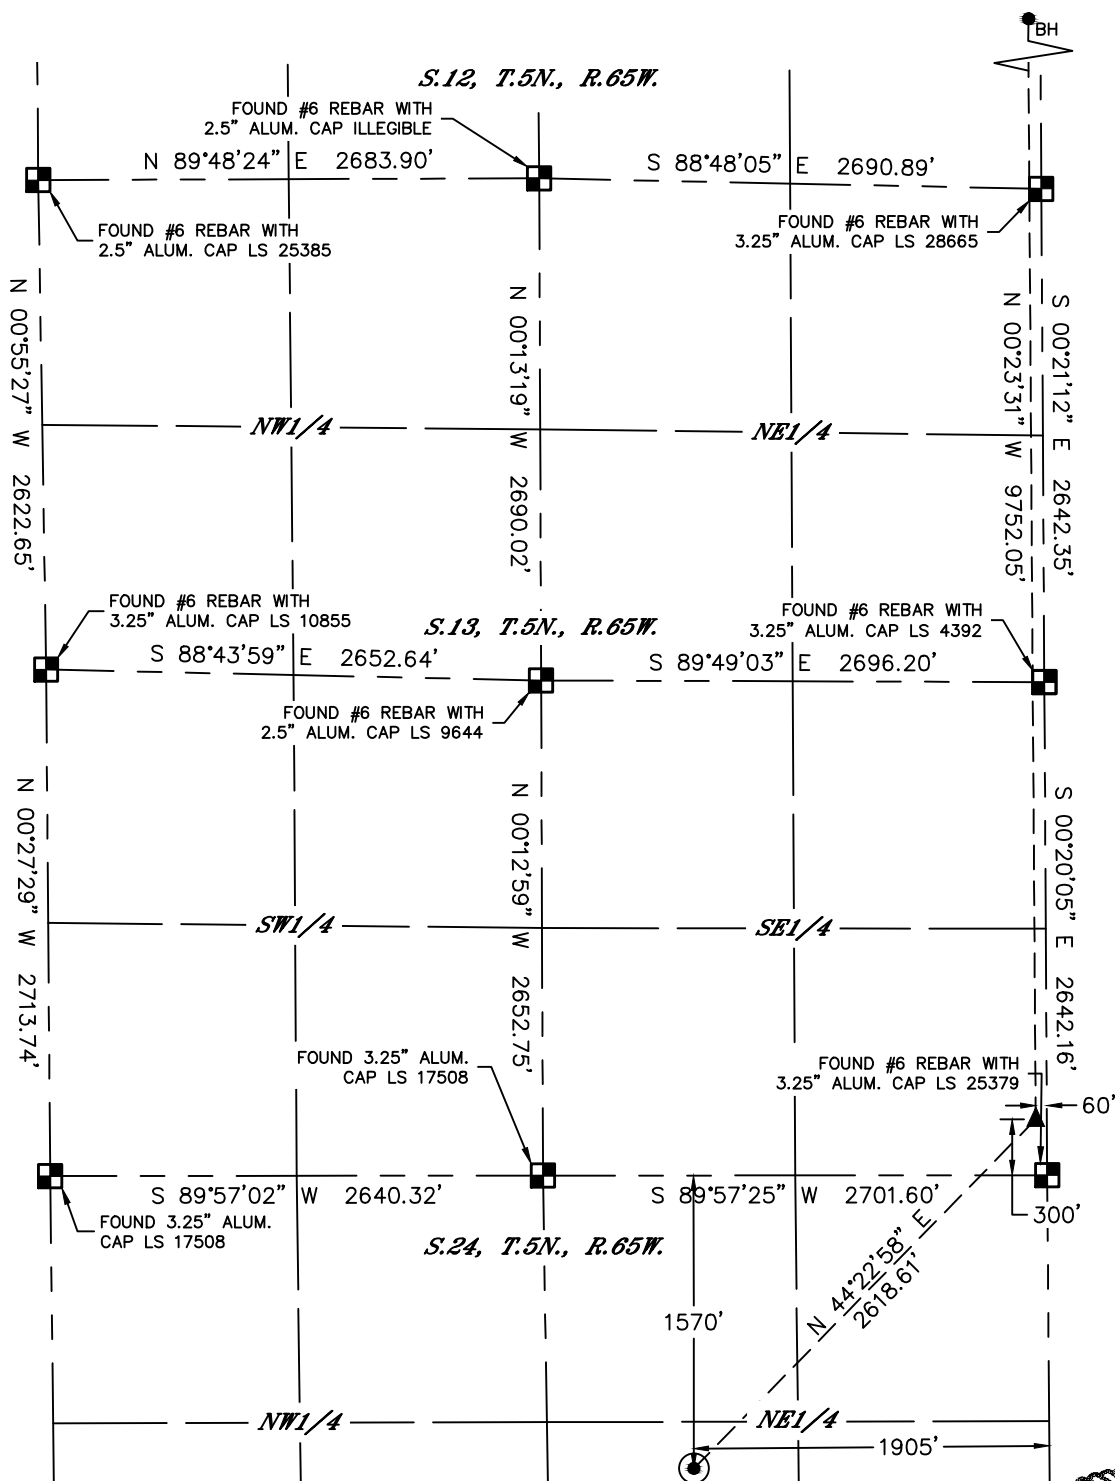 BH
S.12, T.5N., R.65W.
FOUND #6 REBAR WITH
2.5" ALUM. CAP ILLEGIBLE
N 89°48'24" E 2683.90'
S 88°48'05" E 2690.89'
FOUND #6 REBAR WITH
2.5" ALUM. CAP LS 25385
FOUND #6 REBAR WITH
3.25" ALUM. CAP LS 28665
N 00°55'27" W 2622.65'
N 00°13'19" W 2690.02'
N 00°23'31" W 9752.05'
S 00°21'12" E 2642.35'
NW1/4
NE1/4
FOUND #6 REBAR WITH
3.25" ALUM. CAP LS 10855
S.13, T.5N., R.65W.
FOUND #6 REBAR WITH
3.25" ALUM. CAP LS 4392
S 88°43'59" E 2652.64'
S 89°49'03" E 2696.20'
FOUND #6 REBAR WITH
2.5" ALUM. CAP LS 9644
N 00°27'29" W 2713.74'
N 00°12'59" W 2652.75'
S 00°20'05" E 2642.16'
SW1/4
SE1/4
FOUND 3.25" ALUM.
CAP LS 17508
FOUND #6 REBAR WITH
3.25" ALUM. CAP LS 25379
60'
S 89°57'02" W 2640.32'
S 89°57'25" W 2701.60'
300'
FOUND 3.25" ALUM.
CAP LS 17508
S.24, T.5N., R.65W.
N 44°22'58" E
2618.61'
1570'
NW1/4
NE1/4
1905'